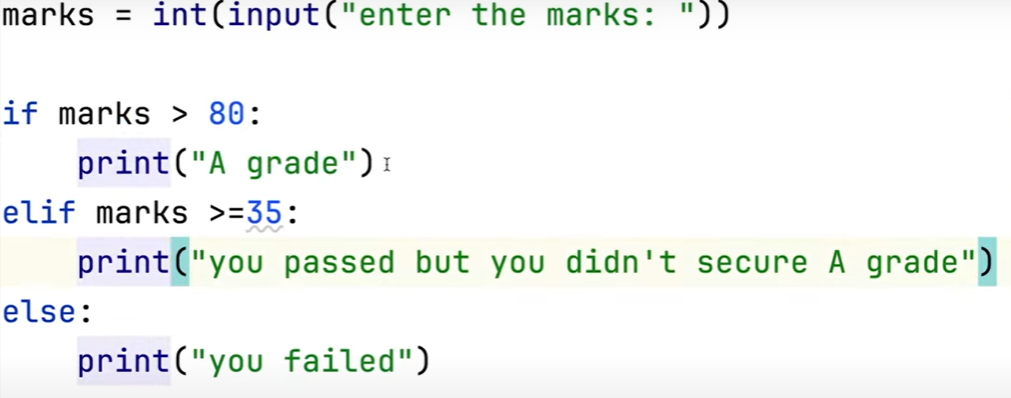 marks = int(input("enter the marks: "))
if marks > 80:
    print("A grade")
elif marks >=35:
    print("you passed but you didn't secure A grade")
else:
    print("you failed")